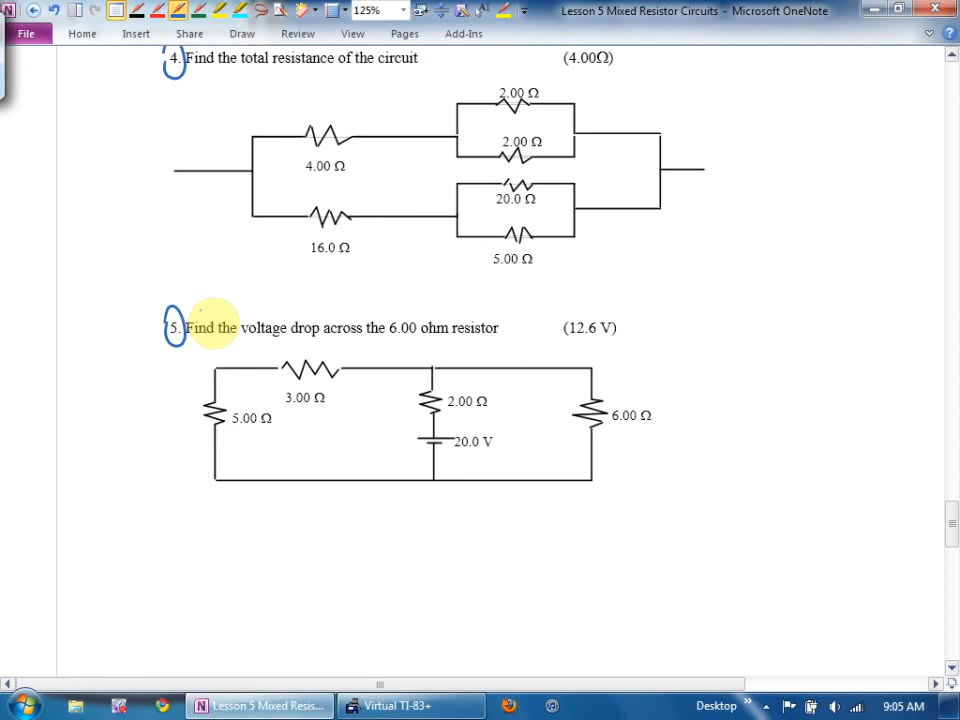 125%
Lesson 5 Mixed Resistor Circuits - Microsoft OneNote
File Home Insert Share Draw Review View Pages Add-Ins
4. Find the total resistance of the circuit (4.00Ω)
2.00 Ω
2.00 Ω
4.00 Ω
20.0 Ω
16.0 Ω
5.00 Ω
5. Find the voltage drop across the 6.00 ohm resistor (12.6 V)
3.00 Ω
2.00 Ω
5.00 Ω
6.00 Ω
20.0 V
Lesson 5 Mixed Resis... Virtual TI-83+ Desktop 9:05 AM